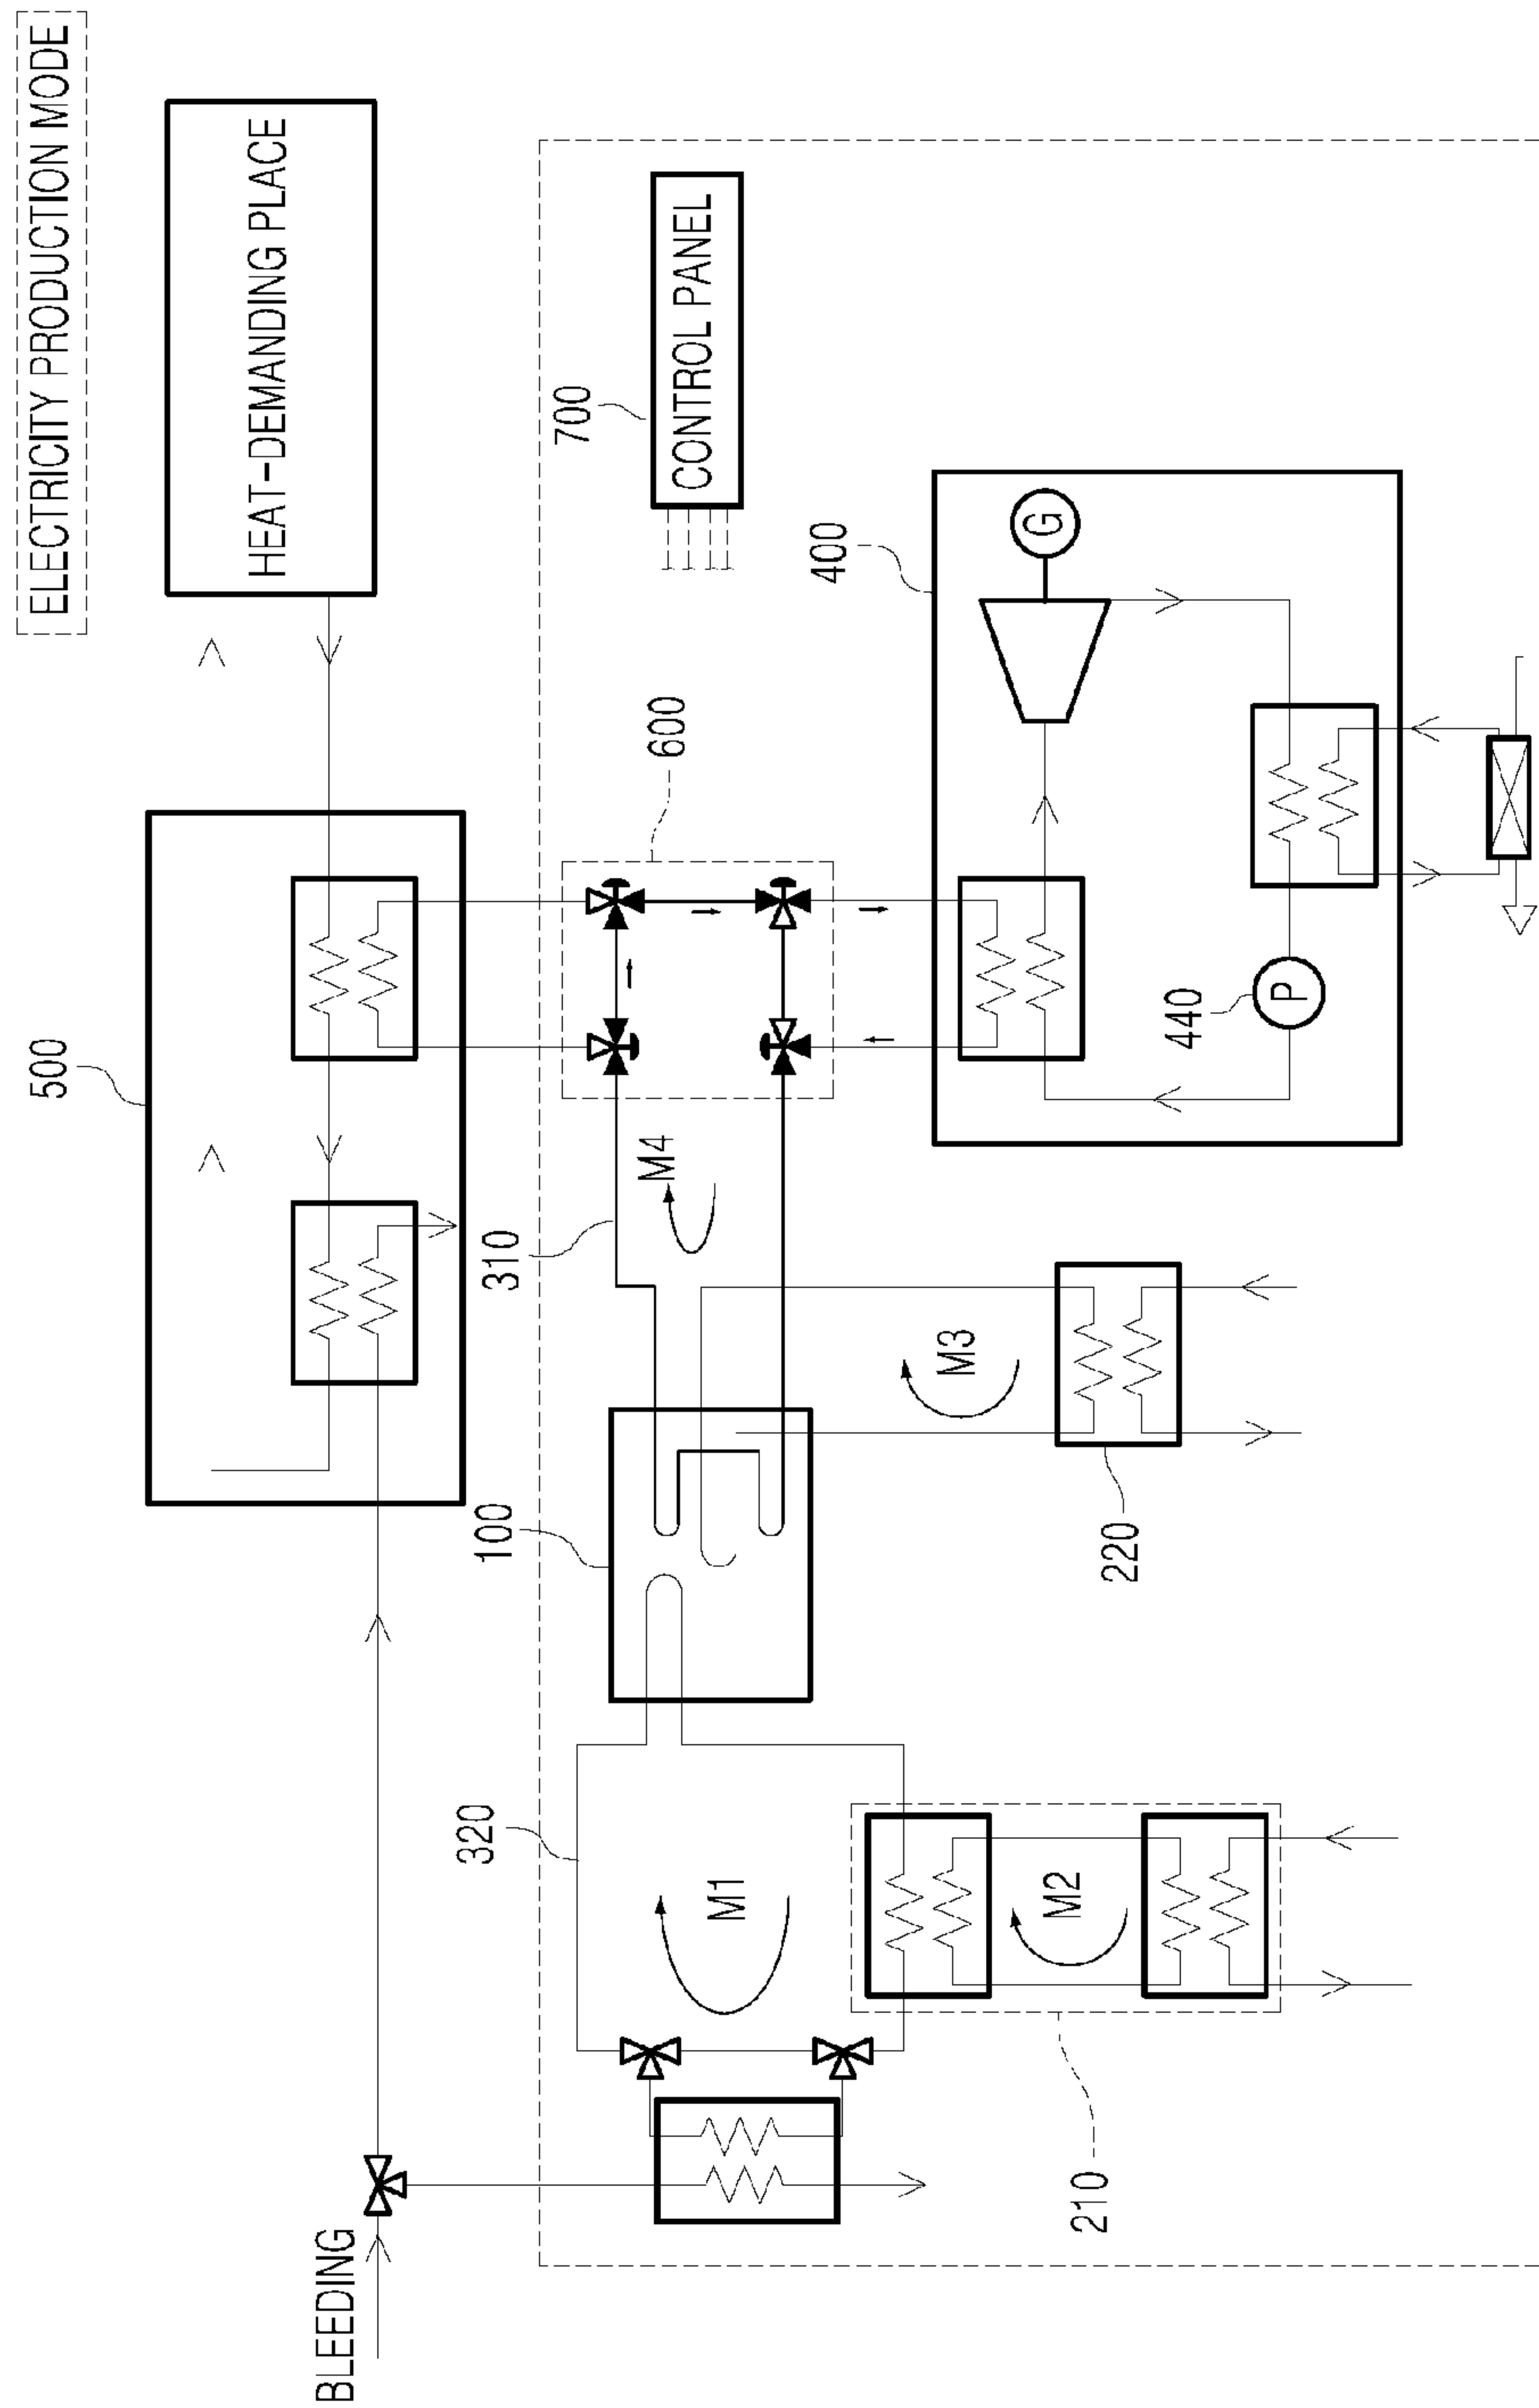 ELECTRICITY PRODUCTION MODE
HEAT-DEMANDING PLACE
500
BLEEDING
700
CONTROL PANEL
600
310
M4
100
320
M1
400
G
M3
220
M2
210
440
P